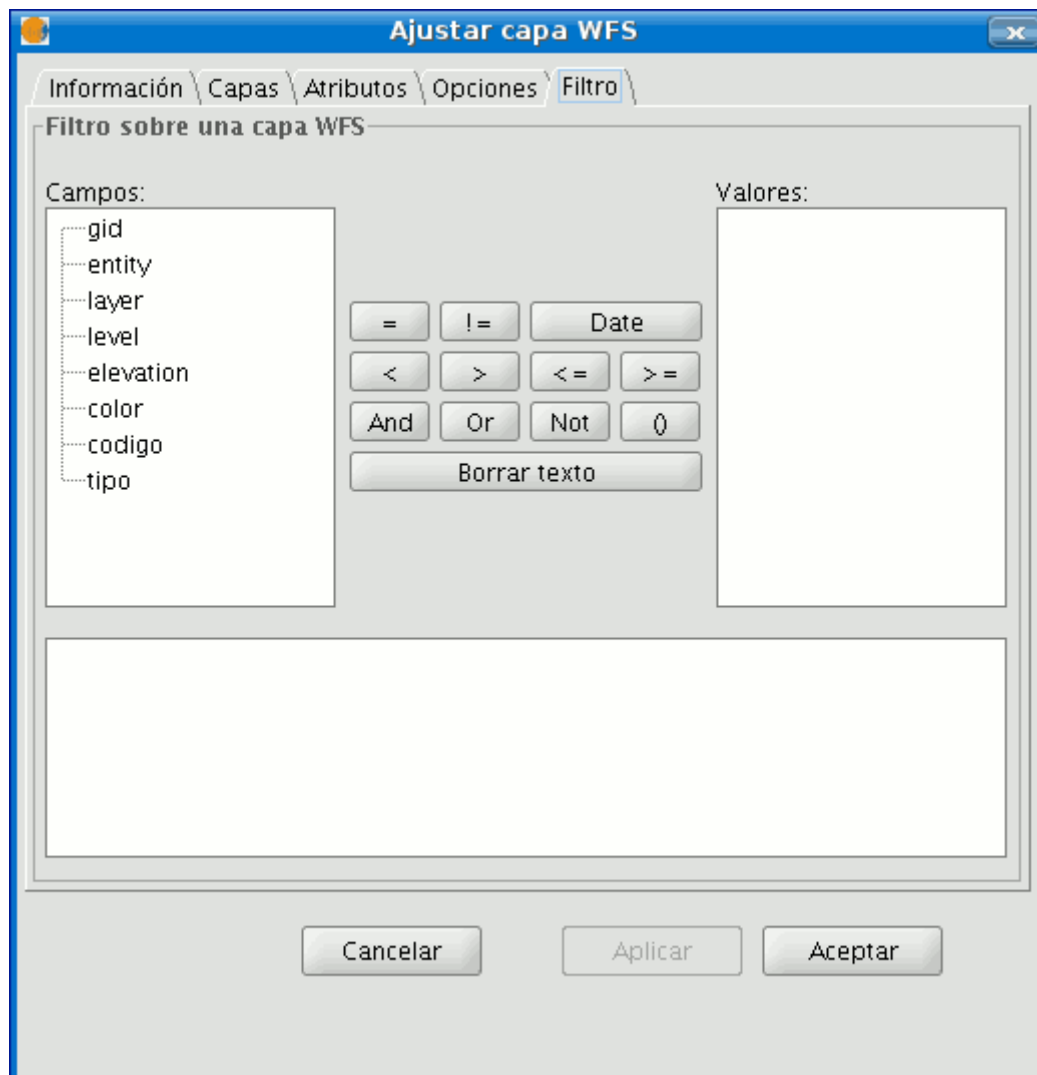 Ajustar capa WFS
Información Capas Atributos Opciones Filtro
Filtro sobre una capa WFS
Campos:
gid
entity
layer
level
elevation
color
codigo
tipo
= != Date
< > <= >=
And Or Not ()
Borrar texto
Valores:
Cancelar Aplicar Aceptar